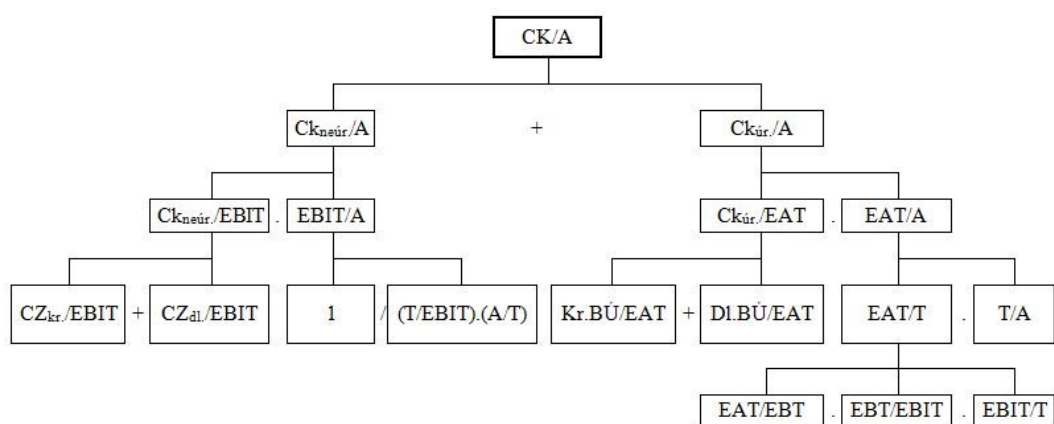 CK/A
Ckneúr./A + Ckúr./A
Ckneúr./EBIT . EBIT/A Ckúr./EAT . EAT/A
CZkr./EBIT + CZdl./EBIT 1 / (T/EBIT).(A/T) Kr.BÚ/EAT + Dl.BÚ/EAT EAT/T . T/A
EAT/EBT . EBT/EBIT . EBIT/T